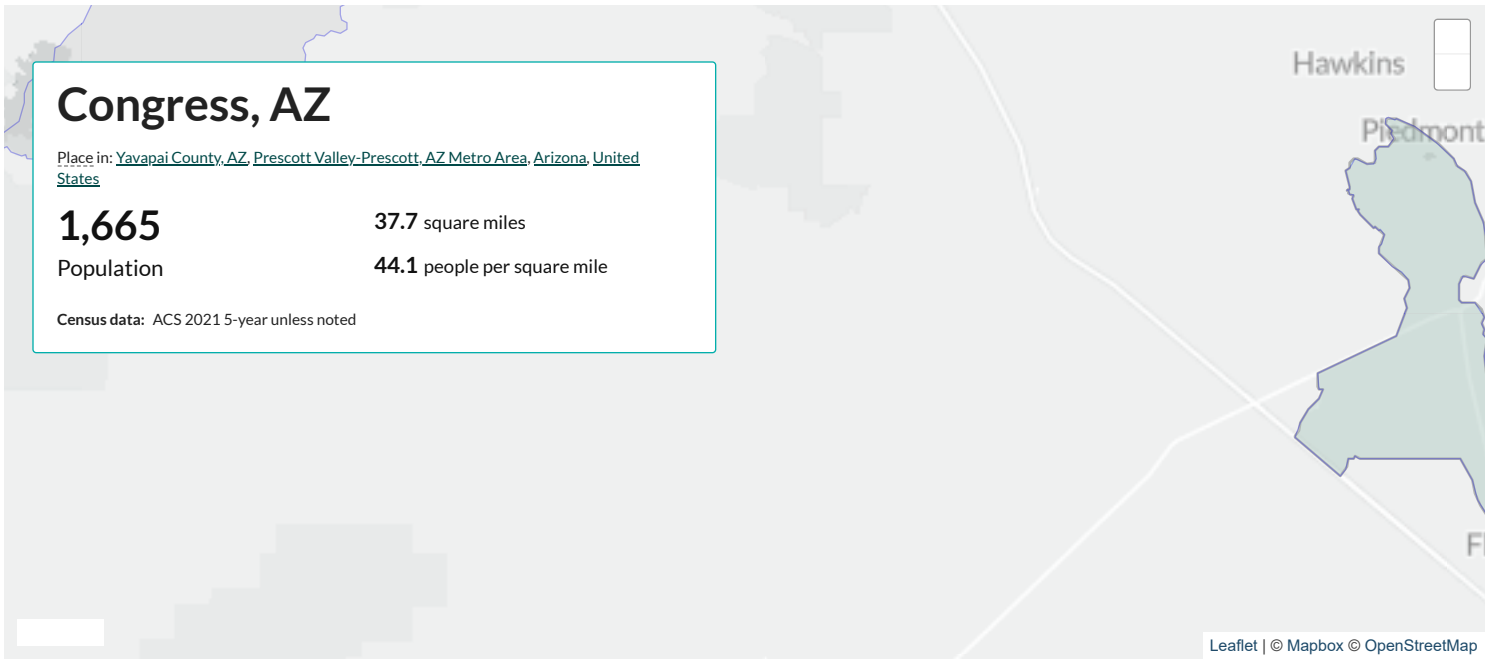 Congress, AZ
Place in: Yavapai County, AZ, Prescott Valley-Prescott, AZ Metro Area, Arizona, United
States
1,665
Population
37.7 square miles
44.1 people per square mile
Census data: ACS 2021 5-year unless noted
Hawkins
Piedmont
Leaflet | © Mapbox © OpenStreetMap